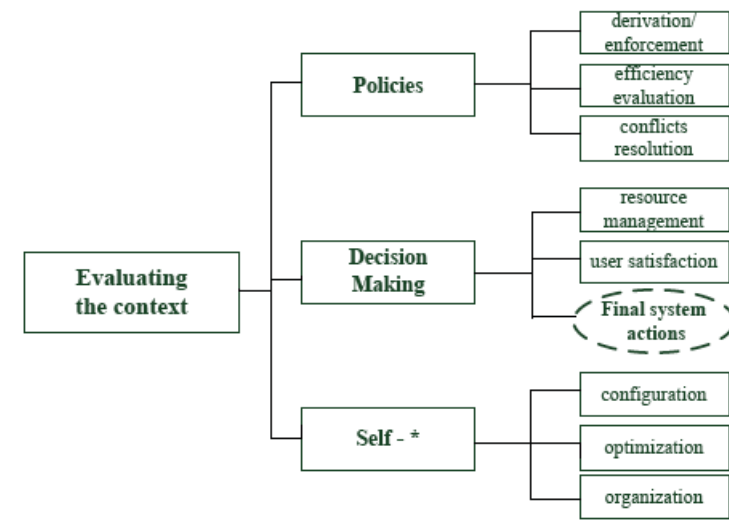 derivation/
enforcement
Policies
efficiency
evaluation
conflicts
resolution
Evaluating
the context
Decision
Making
resource
management
user satisfaction
Final system
actions
Self - *
configuration
optimization
organization